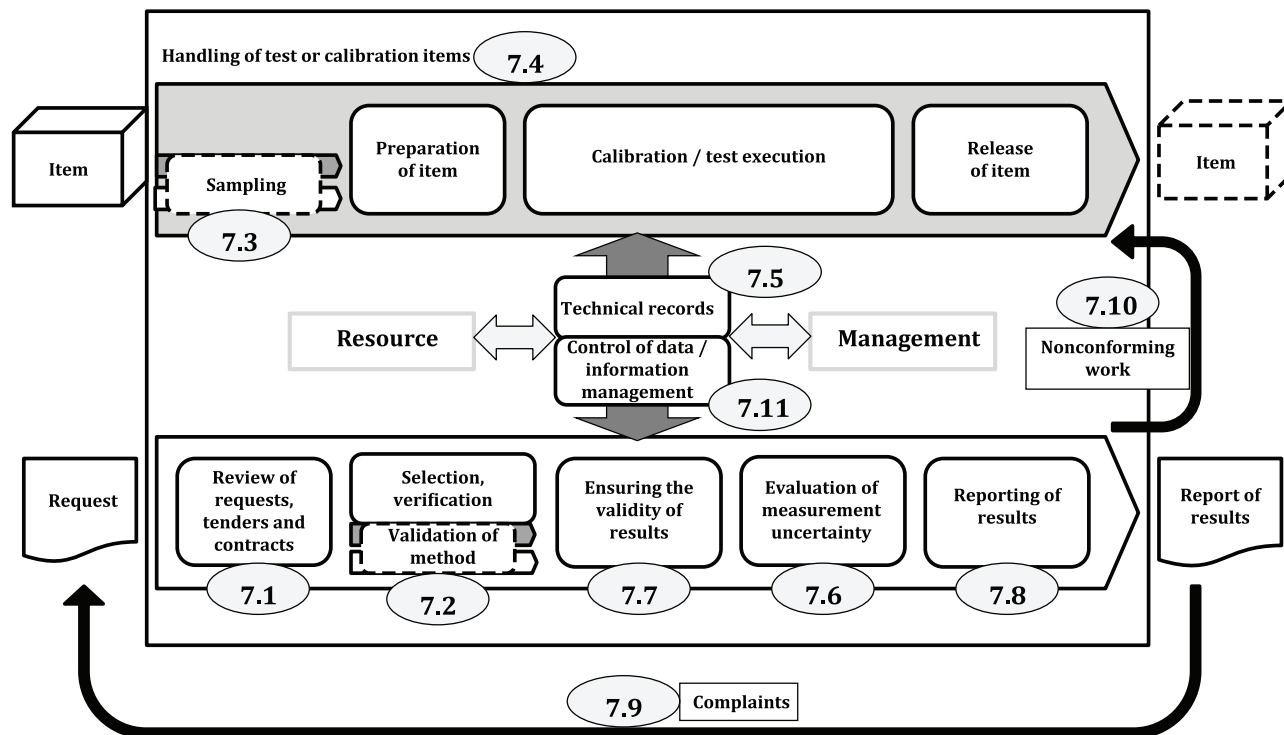 Handling of test or calibration items
7.4
Item
Sampling
7.3
Preparation
of item
Calibration / test execution
Release
of item
Item
Resource
Technical records
7.5
Control of data /
information
management
7.11
Management
7.10
Nonconforming
work
Request
Review of
requests,
tenders and
contracts
7.1
Selection,
verification
Validation of
method
7.2
Ensuring the
validity of
results
7.7
Evaluation of
measurement
uncertainty
7.6
Reporting of
results
7.8
Report of
results
7.9
Complaints